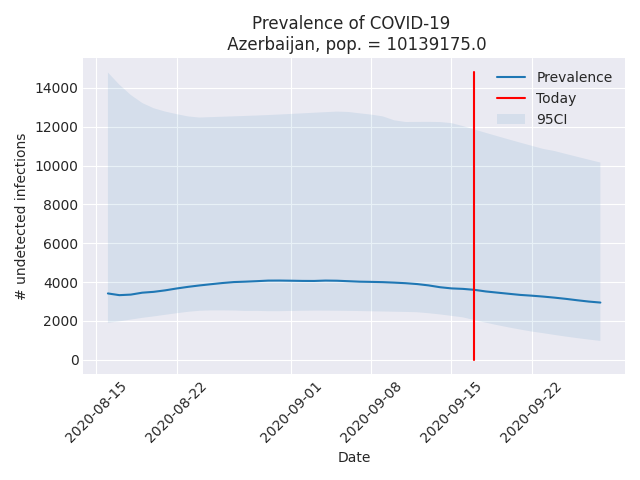 Prevalence of COVID-19
Azerbaijan, pop. = 10139175.0
Prevalence
Today
95CI
14000
12000
10000
8000
6000
4000
2000
0
# undetected infections
2020-08-15
2020-08-22
2020-09-01
2020-09-08
2020-09-15
2020-09-22
Date